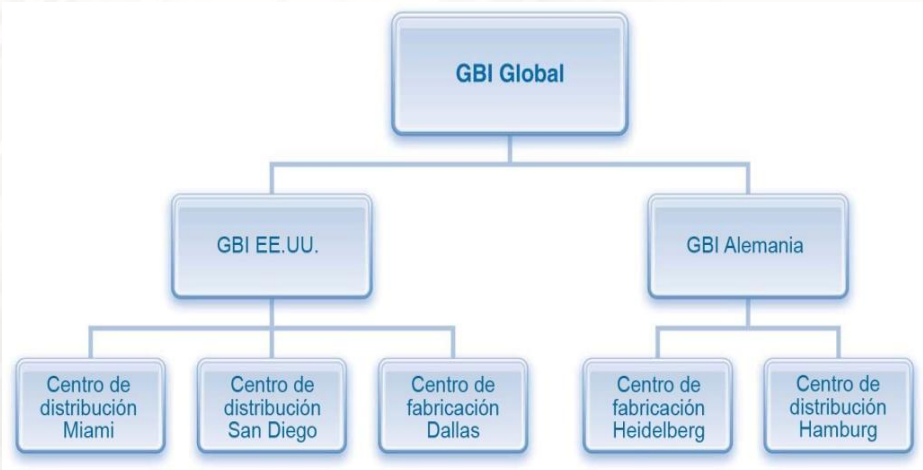 GBI Global
GBI EE.UU.
GBI Alemania
Centro de
distribución
Miami
Centro de
distribución
San Diego
Centro de
fabricación
Dallas
Centro de
fabricación
Heidelberg
Centro de
distribución
Hamburg